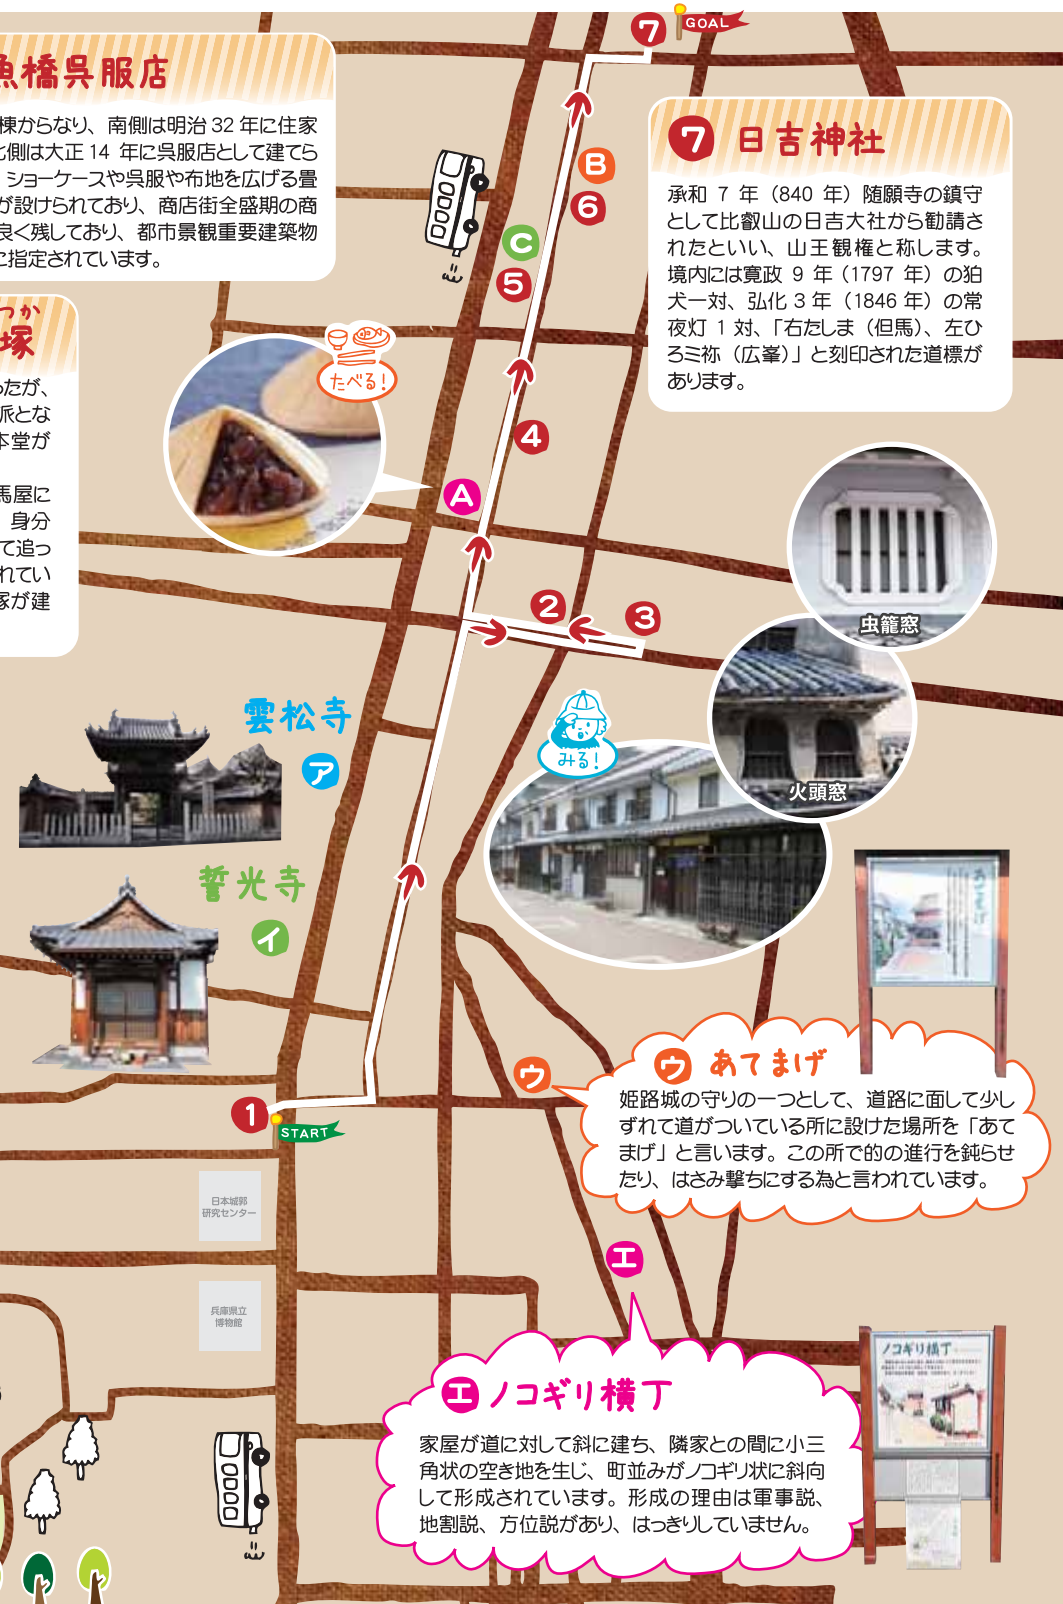 7 GOAL
魚橋呉服店
棟からなり、南側は明治 32 年に住家
側は大正 14 年に呉服店として建てら
ショーケースや呉服や布地を広げる畳
が設けられており、商店街全盛期の商
良く残しており、都市景観重要建築物
に指定されています。
つか
塚
ったが、
派とな
本堂が
馬屋に
身分
て追っ
れてい
塚が建
7 日吉神社
承和 7 年（840 年）随願寺の鎮守
として比叡山の日吉大社から勧請さ
れたといい、山王観権と称します。
境内には寛政 9 年（1797 年）の狛
犬一対、弘化 3 年（1846 年）の常
夜灯 1 対、「右たしま（但馬）、左ひ
ろミ祢（広峯）」と刻印された道標が
あります。
B
6
C
5
たべる！
4
A
2
3
虫籠窓
火頭窓
みる！
雲松寺
ア
誓光寺
イ
あてまげ
1
START
ウ
ウ あてまげ
姫路城の守りの一つとして、道路に面して少し
ずれて道がついている所に設けた場所を「あて
まげ」と言います。この所で的の進行を鈍らせ
たり、はさみ撃ちにする為と言われています。
日本城郭
研究センター
兵庫県立
博物館
エ
エ ノコギリ横丁
家屋が道に対して斜に建ち、隣家との間に小三
角状の空き地を生じ、町並みがノコギリ状に斜向
して形成されています。形成の理由は軍事説、
地割説、方位説があり、はっきりしていません。
ノコギリ横丁